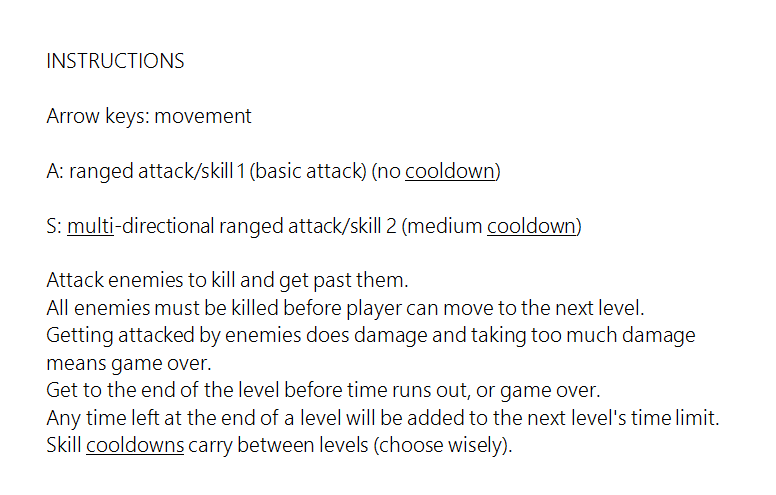 INSTRUCTIONS
Arrow keys: movement
A: ranged attack/skill 1 (basic attack) (no cooldown)
S: multi-directional ranged attack/skill 2 (medium cooldown)
Attack enemies to kill and get past them.
All enemies must be killed before player can move to the next level.
Getting attacked by enemies does damage and taking too much damage
means game over.
Get to the end of the level before time runs out, or game over.
Any time left at the end of a level will be added to the next level's time limit.
Skill cooldowns carry between levels (choose wisely).